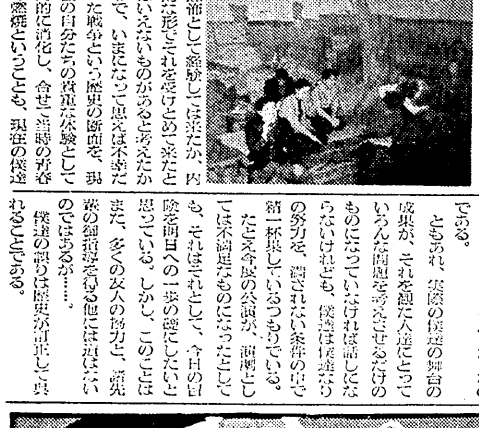 怖として経験しては来たが、内
な形でそれを受けとめて来たと
いえないものがあると考えたか
で、いまになって思えば不幸だ
た戦争という歴史の断面を、現
の自分たちの貴重な体験として
的に消化し、合せて当時の青春
燃焼ということも、現在の僕達
である。
ともあれ、実際の僕達の舞台の
成果が、それを観た人達にとって
いろんな問題を考えさせるだけの
ものになっていなければ話しにな
らないけれども、僕達は僕達なり
の努力を、満されない条件の中で
精一杯集しているつもりでいる。
たとえ今度の公演が、演劇とし
ては不満足なものになったとして
も、それはそれとして、今日の冒
険を明日への一歩の礎にしたいと
思っている。しかし、このことは
また、多くの友人の協力と、諸先
輩の御指導を得る他には道はない
のではあるが……。
僕達の誤りは歴史が訂正して呉
れることである。